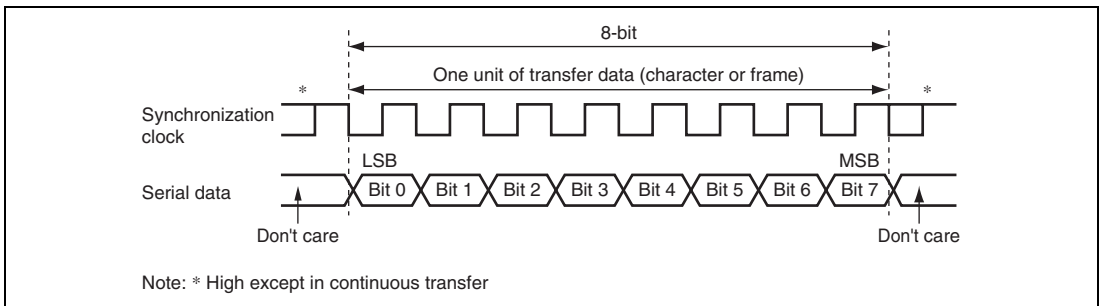 8-bit
One unit of transfer data (character or frame)
* *
Synchronization
clock
LSB MSB
Serial data Bit 0 Bit 1 Bit 2 Bit 3 Bit 4 Bit 5 Bit 6 Bit 7
Don't care Don't care
Note: * High except in continuous transfer